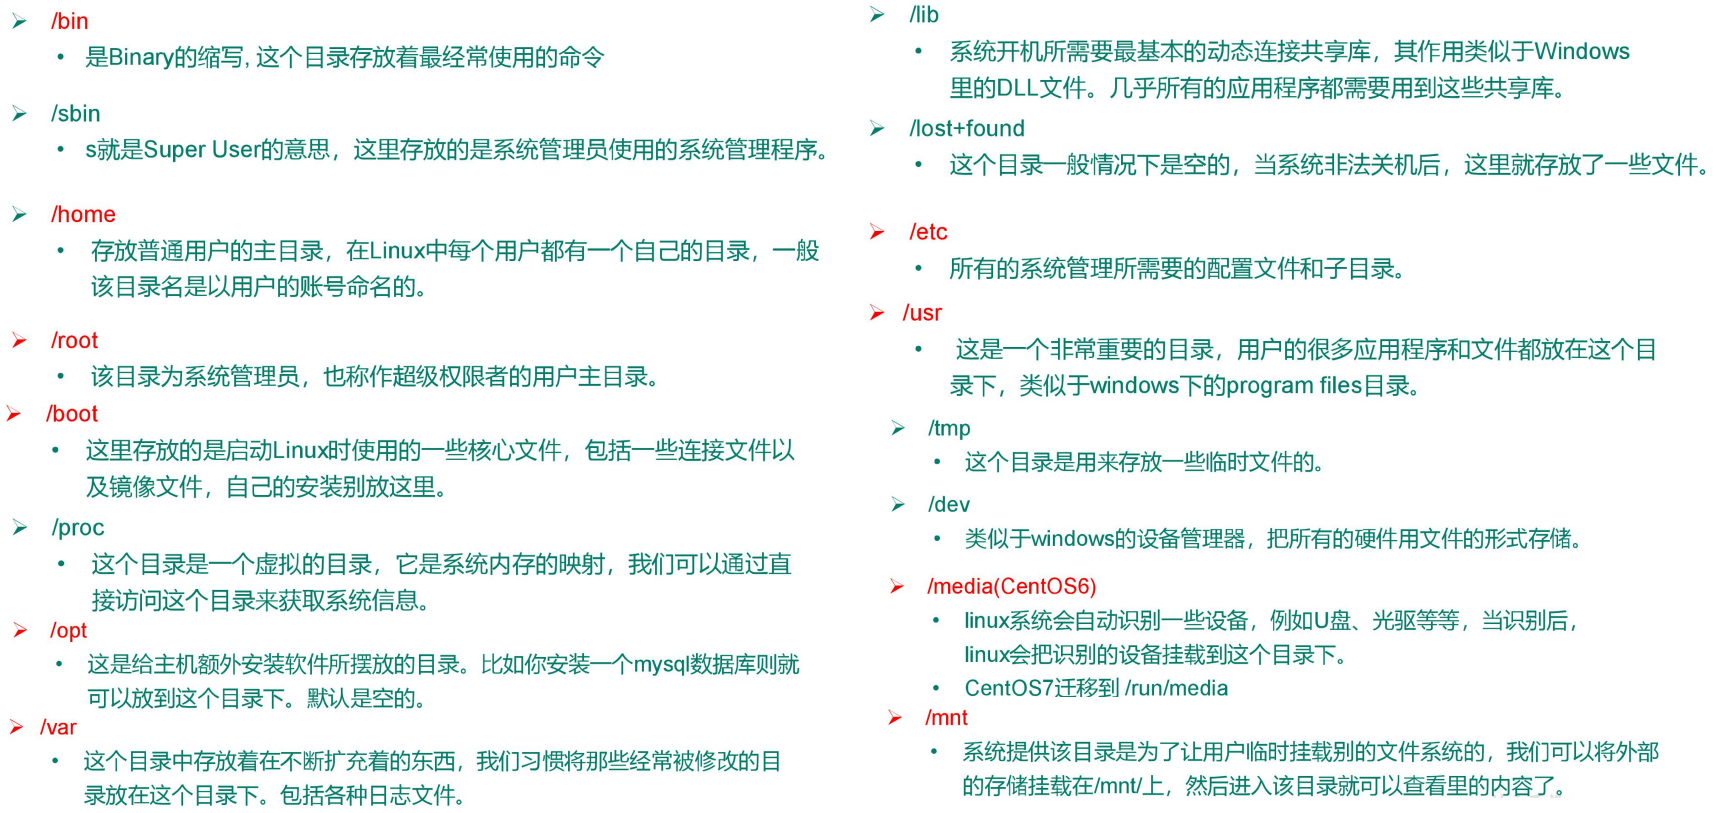 /bin
是Binary的缩写, 这个目录存放着最经常使用的命令
/sbin
s就是Super User的意思，这里存放的是系统管理员使用的系统管理程序。
/home
存放普通用户的主目录，在Linux中每个用户都有一个自己的目录，一般
该目录名是以用户的账号命名的。
/root
该目录为系统管理员，也称作超级权限者的用户主目录。
/boot
这里存放的是启动Linux时使用的一些核心文件，包括一些连接文件以
及镜像文件，自己的安装别放这里。
/proc
这个目录是一个虚拟的目录，它是系统内存的映射，我们可以通过直
接访问这个目录来获取系统信息。
/opt
这是给主机额外安装软件所摆放的目录。比如你安装一个mysql数据库则就
可以放到这个目录下。默认是空的。
/var
这个目录中存放着在不断扩充着的东西，我们习惯将那些经常被修改的目
录放在这个目录下。包括各种日志文件。
/lib
系统开机所需要最基本的动态连接共享库，其作用类似于Windows
里的DLL文件。几乎所有的应用程序都需要用到这些共享库。
/lost+found
这个目录一般情况下是空的，当系统非法关机后，这里就存放了一些文件。
/etc
所有的系统管理所需要的配置文件和子目录。
/usr
这是一个非常重要的目录，用户的很多应用程序和文件都放在这个目
录下，类似于windows下的program files目录。
/tmp
这个目录是用来存放一些临时文件的。
/dev
类似于windows的设备管理器，把所有的硬件用文件的形式存储。
/media(CentOS6)
linux系统会自动识别一些设备，例如U盘、光驱等等，当识别后，
linux会把识别的设备挂载到这个目录下。
CentOS7迁移到 /run/media
/mnt
系统提供该目录是为了让用户临时挂载别的文件系统的，我们可以将外部
的存储挂载在/mnt/上，然后进入该目录就可以查看里的内容了。